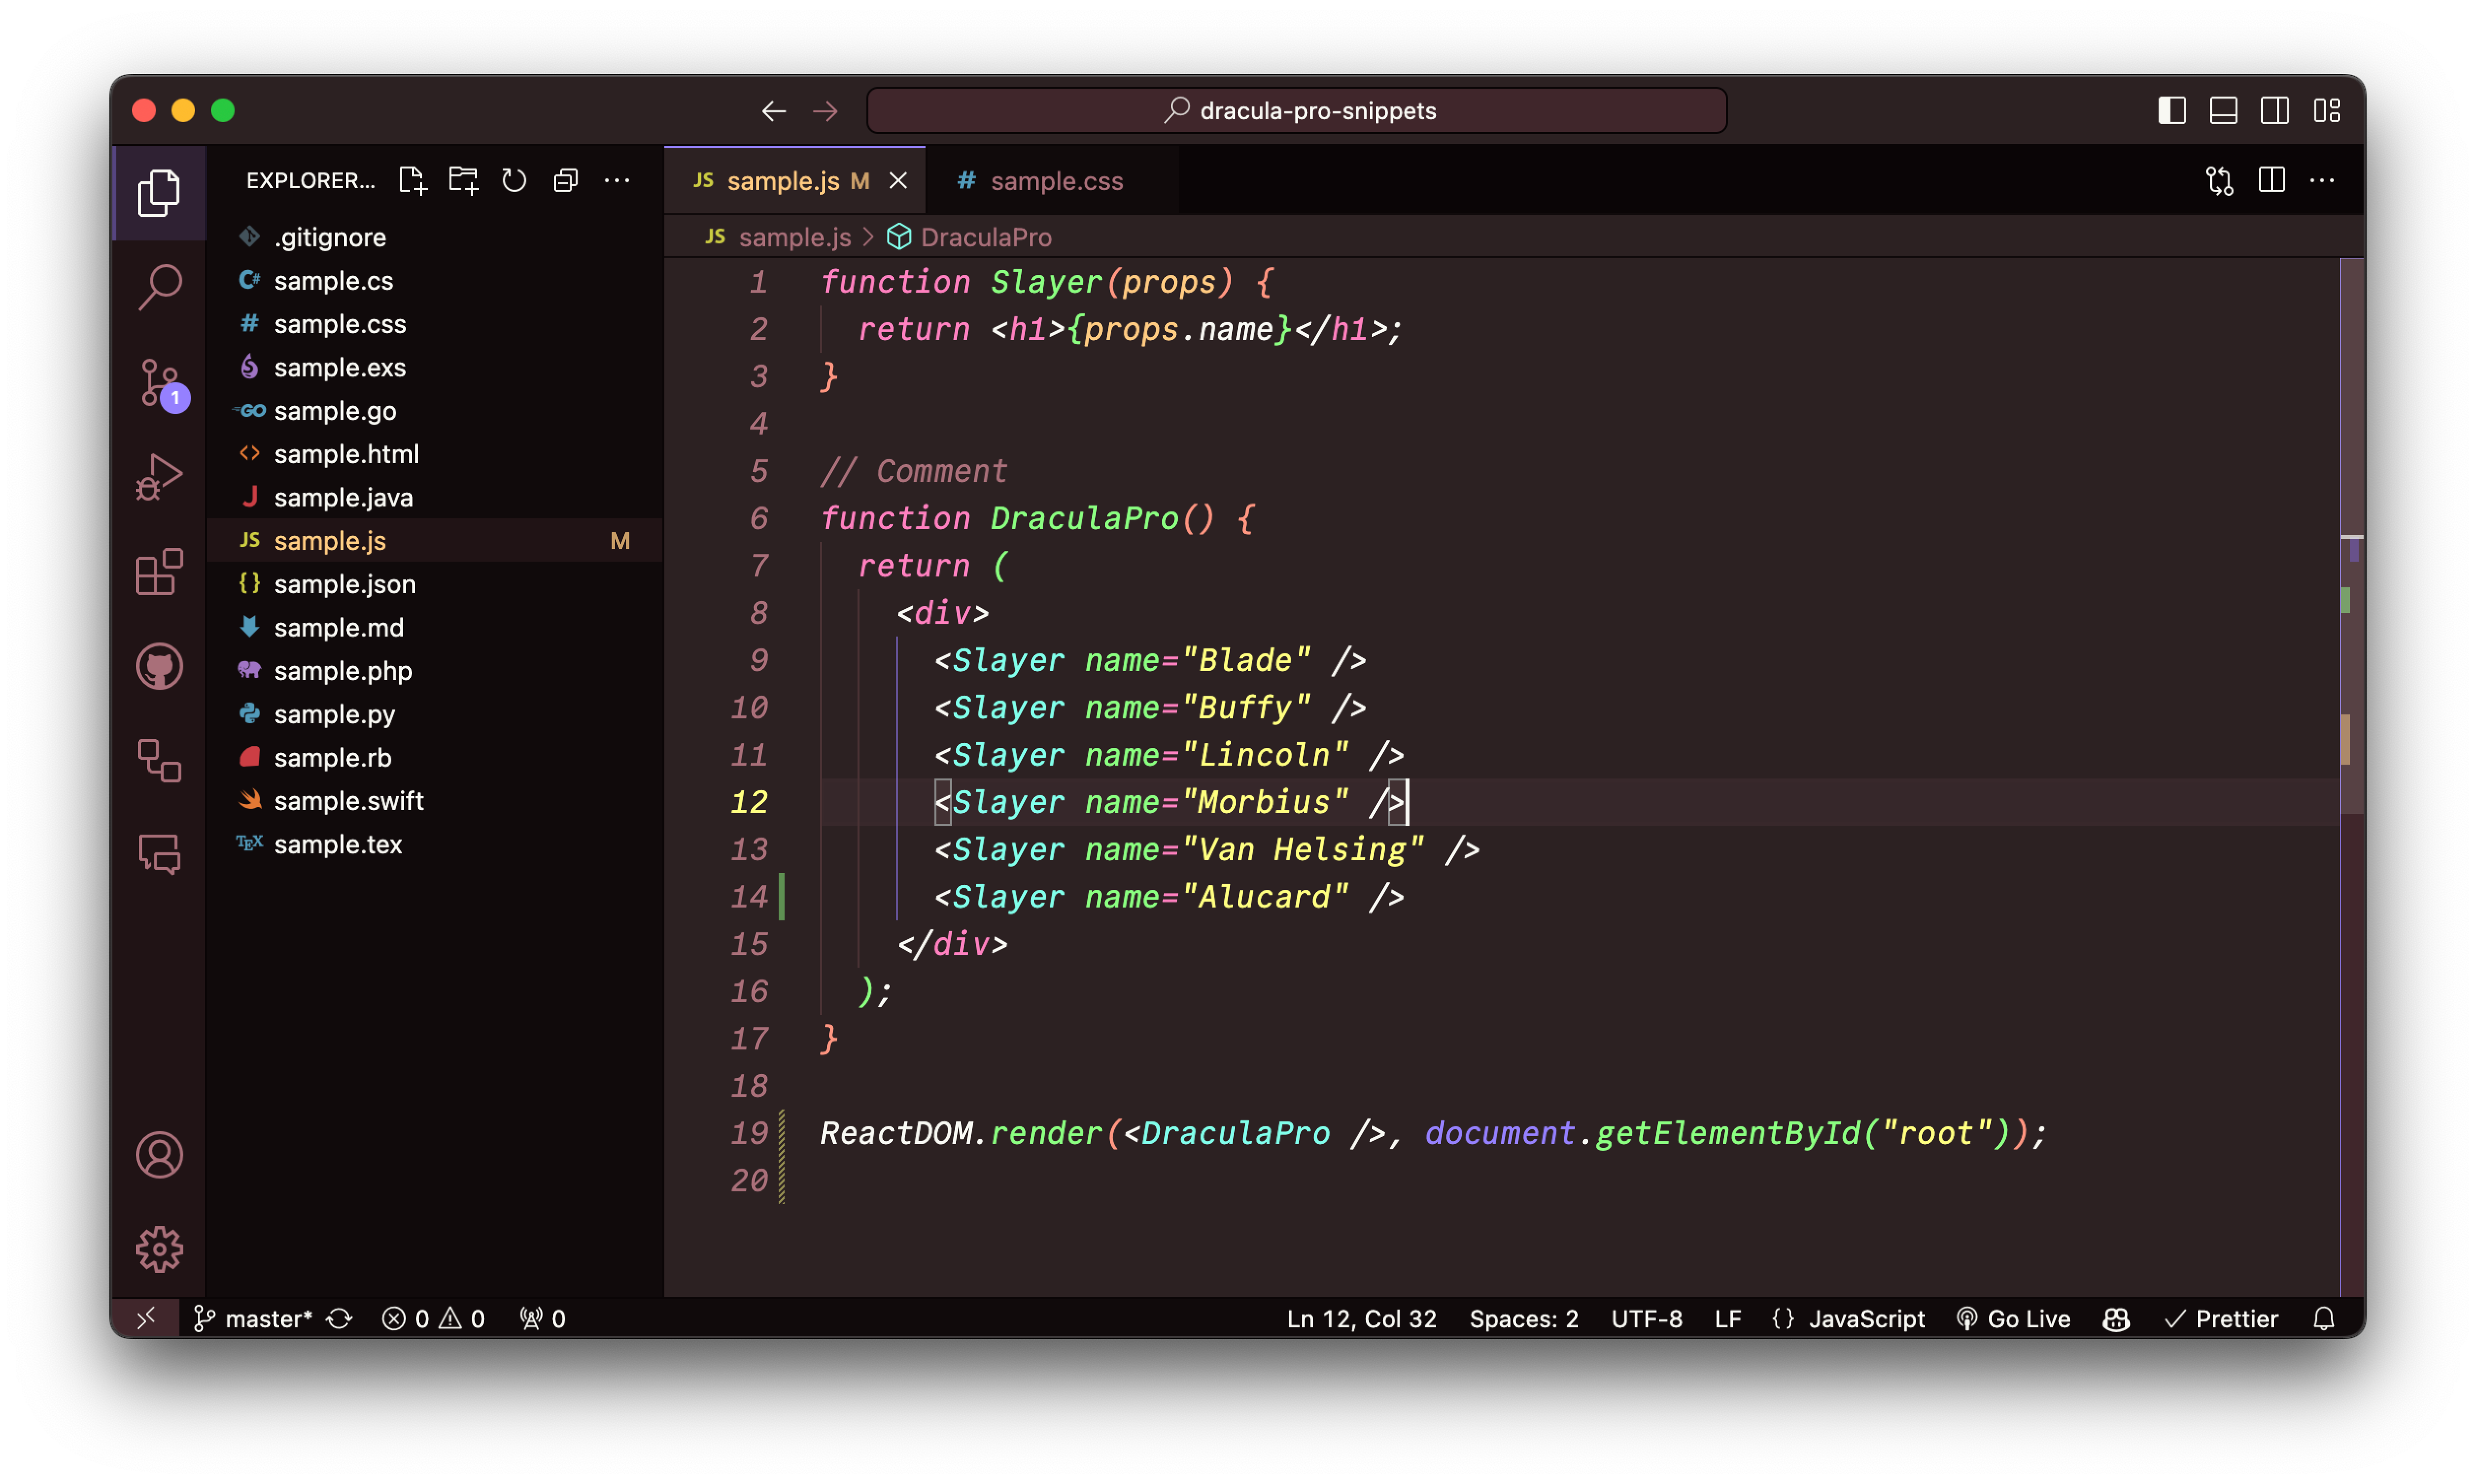 dracula-pro-snippets
EXPLORER...
.gitignore
C# sample.cs
# sample.css
sample.exs
GO sample.go
<> sample.html
J sample.java
JS sample.js M
{} sample.json
sample.md
sample.php
sample.py
sample.rb
sample.swift
TEX sample.tex
1
JS sample.js M
# sample.css
JS sample.js > DraculaPro
1 function Slayer(props) {
2   return <h1>{props.name}</h1>;
3 }
4
5 // Comment
6 function DraculaPro() {
7   return (
8     <div>
9       <Slayer name="Blade" />
10       <Slayer name="Buffy" />
11       <Slayer name="Lincoln" />
12       <Slayer name="Morbius" />
13       <Slayer name="Van Helsing" />
14       <Slayer name="Alucard" />
15     </div>
16   );
17 }
18
19 ReactDOM.render(<DraculaPro />, document.getElementById("root"));
20
master* 0 0 0 Ln 12, Col 32 Spaces: 2 UTF-8 LF {} JavaScript Go Live Prettier